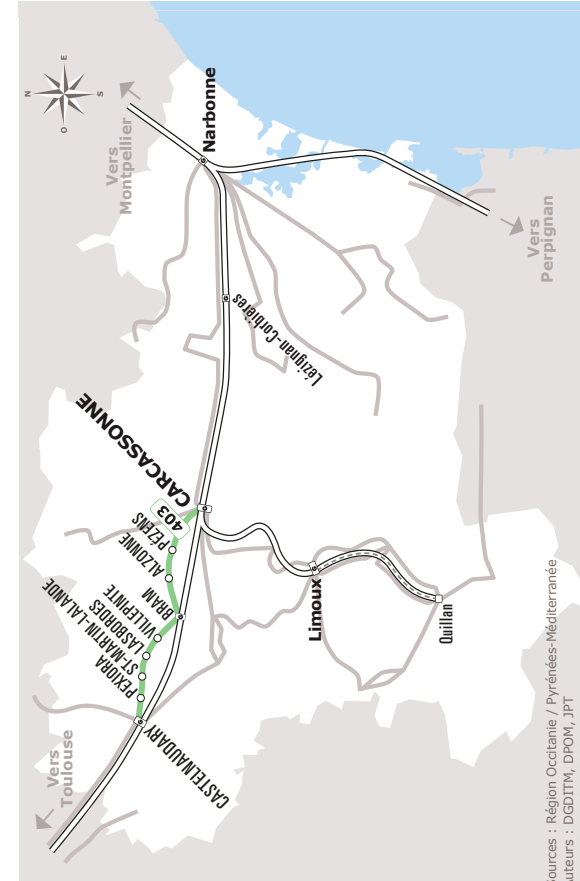 N
E
S
O
Vers
Montpellier
Narbonne
Vers
Perpignan
Lézignan-Corbières
CARCASSONNE
403
PÉZENS
ALZONNE
BRAM
VILLEPINTE
LASBORDES
ST-MARTIN-LALANDE
PEXIORA
CASTELNAUDARY
Vers
Toulouse
Limoux
Quillan
Sources : Région Occitanie / Pyrénées-Méditerranée
Auteurs : DGDITM, DPOM, JPT